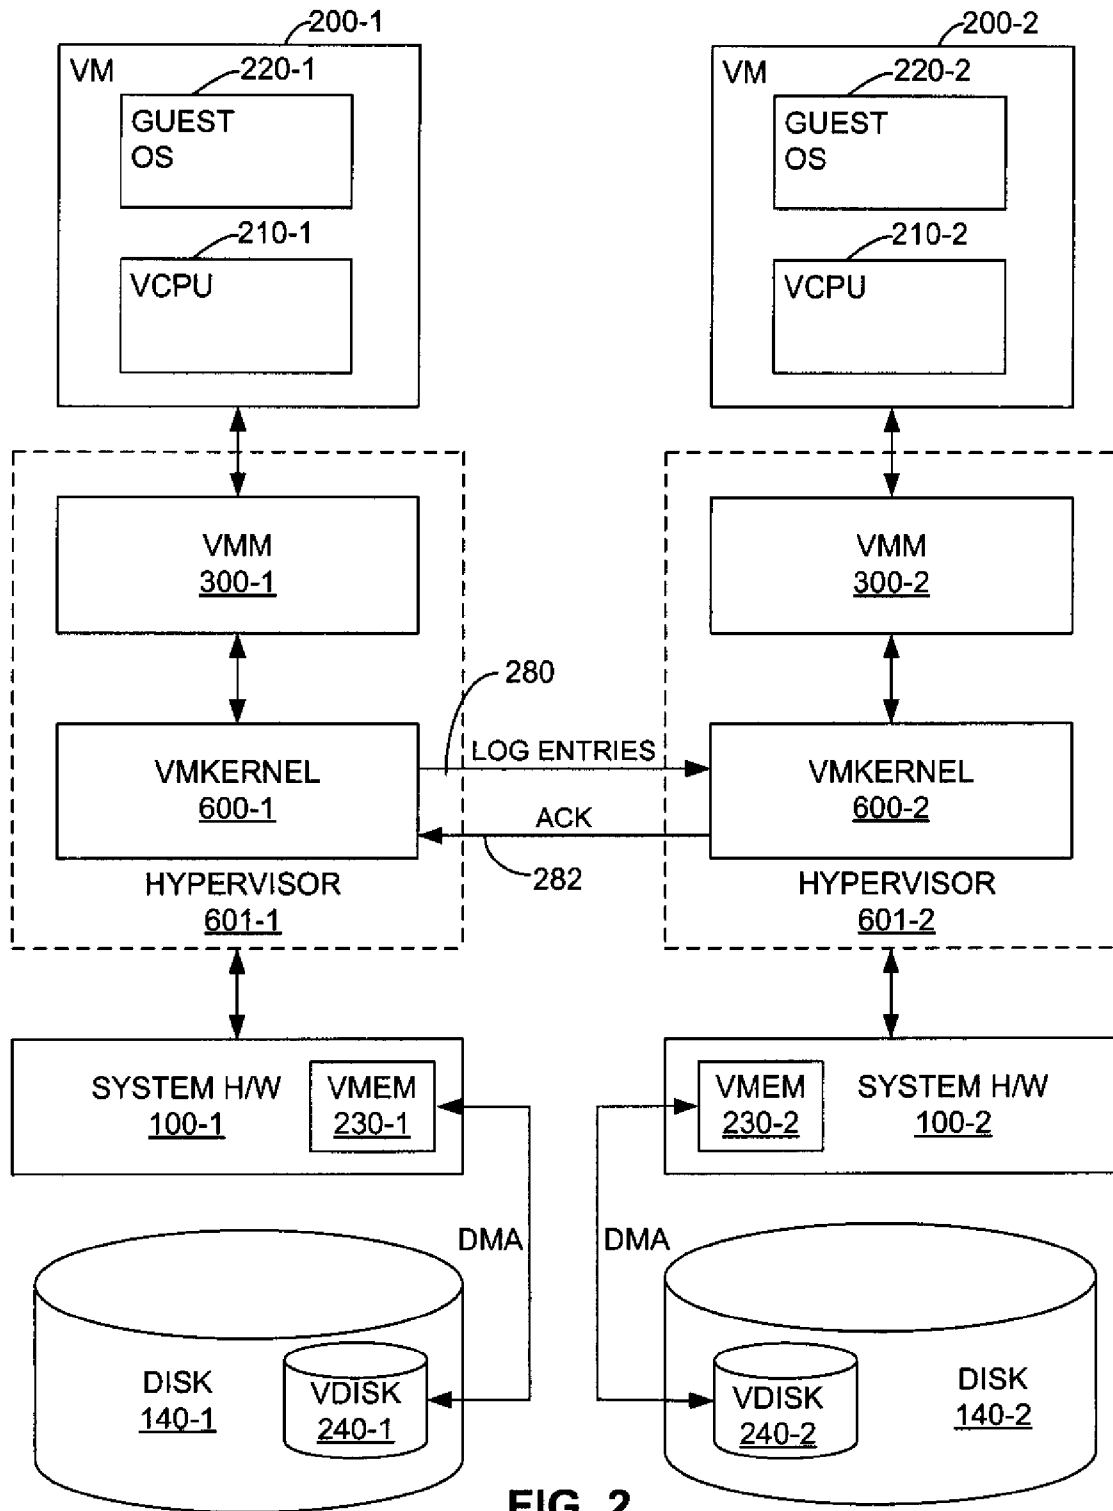 200-1
200-2
VM
220-1
GUEST
OS
210-1
VCPU
VM
220-2
GUEST
OS
210-2
VCPU
VMM
300-1
VMM
300-2
280
LOG ENTRIES
VMKERNEL
600-1
ACK
282
VMKERNEL
600-2
HYPERVISOR
601-1
HYPERVISOR
601-2
SYSTEM H/W
100-1
VMEM
230-1
VMEM
230-2
SYSTEM H/W
100-2
DMA
DMA
DISK
140-1
VDISK
240-1
VDISK
240-2
DISK
140-2
FIG. 2